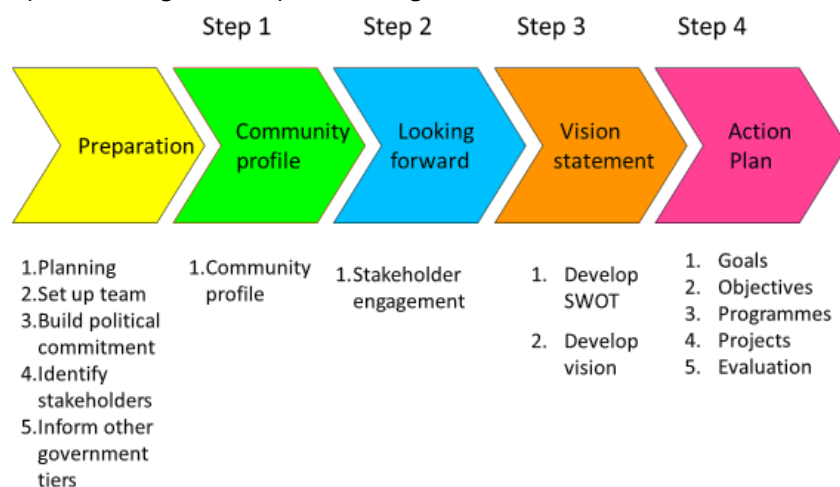 Step 1
Step 2
Step 3
Step 4
Preparation
Community
profile
Looking
forward
Vision
statement
Action
Plan
1.Planning
2.Set up team
3.Build political
commitment
4.Identify
stakeholders
5.Inform other
government
tiers
1.Community
profile
1.Stakeholder
engagement
1. Develop
SWOT
2. Develop
vision
1. Goals
2. Objectives
3. Programmes
4. Projects
5. Evaluation